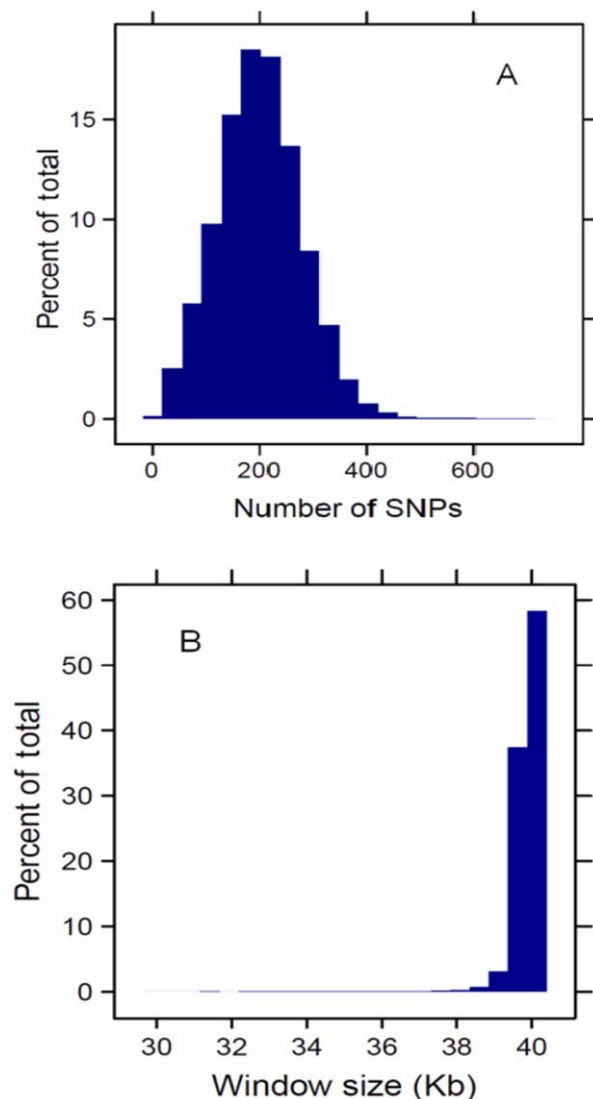 A
Percent of total
15
10
5
0
0 200 400 600
Number of SNPs
B
Percent of total
60
50
40
30
20
10
0
30 32 34 36 38 40
Window size (Kb)